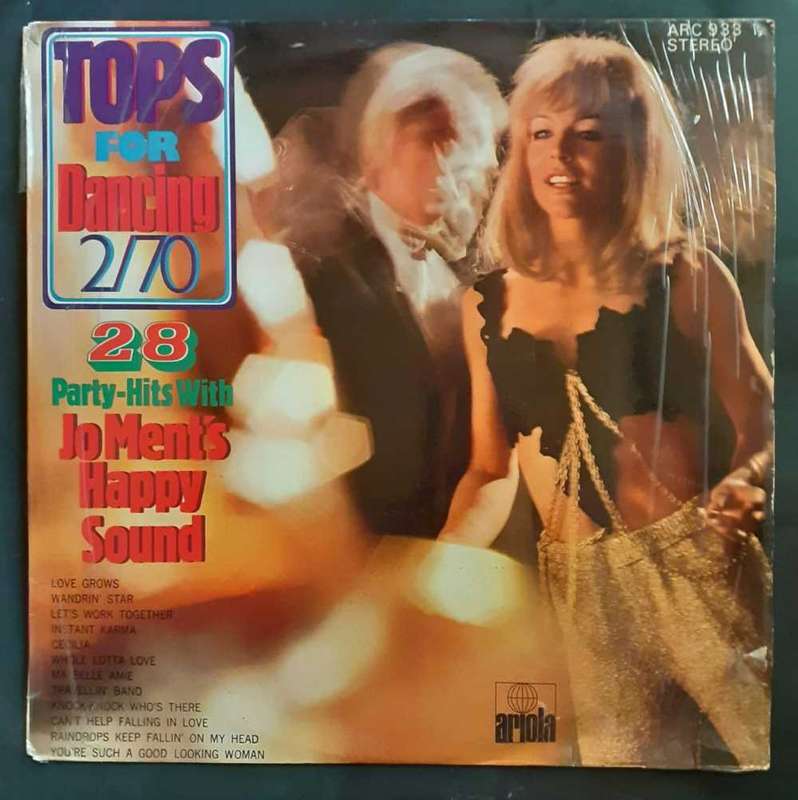 TOPS
FOR
Dancing
2/70
28
Party-Hits With
Jo Ment's
Happy
Sound
LOVE GROWS
WANDRIN' STAR
LET'S WORK TOGETHER
INSTANT KARMA
CECILIA
WHOLE LOTTA LOVE
MA BELLE AMIE
TRAVELLIN' BAND
KNOCK-KNOCK WHO'S THERE
CAN'T HELP FALLING IN LOVE
RAINDROPS KEEP FALLIN' ON MY HEAD
YOU'RE SUCH A GOOD LOOKING WOMAN
ARC 933
STEREO
ariola